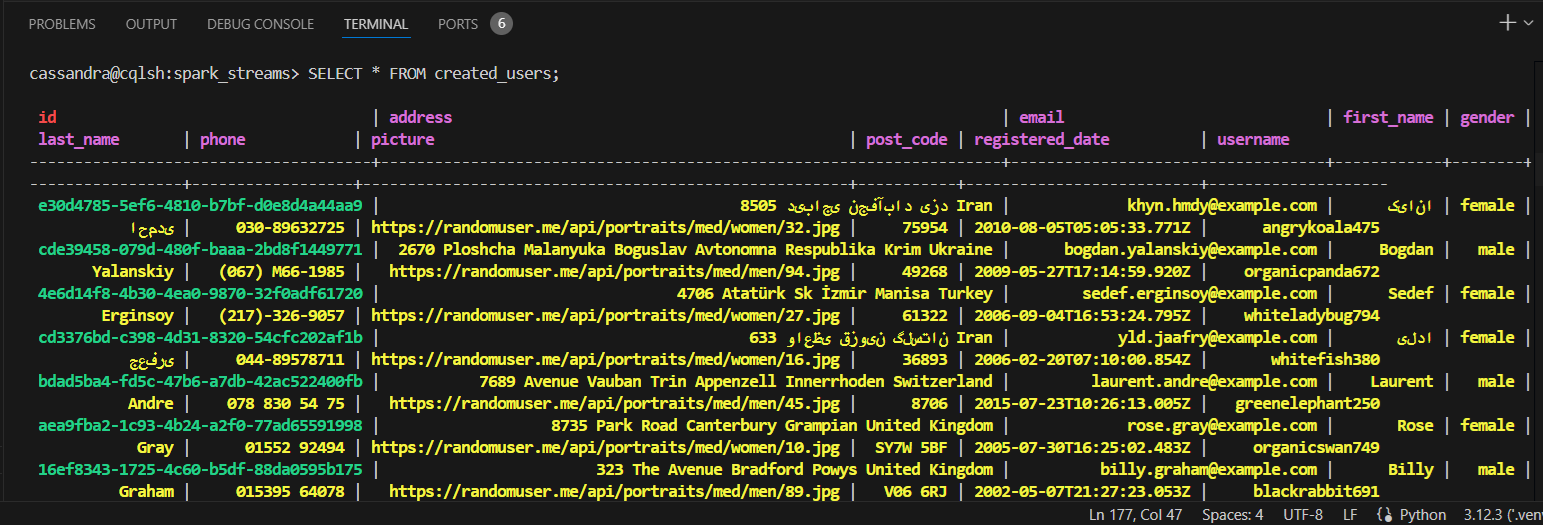 PROBLEMS OUTPUT DEBUG CONSOLE TERMINAL PORTS 6
cassandra@cqlsh:spark_streams> SELECT * FROM created_users;
id | address | email | first_name | gender |
last_name | phone | picture | post_code | registered_date | username
e30d4785-5ef6-4810-b7bf-d0e8d4a44aa9 | 8505 دیباجی نجف‌آباد یزد Iran | khyn.hmdy@example.com | کیانا | female |
احمدی | 030-89632725 | https://randomuser.me/api/portraits/med/women/32.jpg | 75954 | 2010-08-05T05:05:33.771Z | angrykoala475
cde39458-079d-480f-baaa-2bd8f1449771 | 2670 Ploshcha Malanyuka Boguslav Avtonomna Respublika Krim Ukraine | bogdan.yalanskiy@example.com | Bogdan | male |
Yalanskiy | (067) M66-1985 | https://randomuser.me/api/portraits/med/men/94.jpg | 49268 | 2009-05-27T17:14:59.920Z | organicpanda672
4e6d14f8-4b30-4ea0-9870-32f0adf61720 | 4706 Atatürk Sk İzmir Manisa Turkey | sedef.erginsoy@example.com | Sedef | female |
Erginsoy | (217)-326-9057 | https://randomuser.me/api/portraits/med/women/27.jpg | 61322 | 2006-09-04T16:53:24.795Z | whiteladybug794
cd3376bd-c398-4d31-8320-54cfc202af1b | 633 واعظی قزوین گلستان Iran | yld.jaafry@example.com | یلدا | female |
جعفری | 044-89578711 | https://randomuser.me/api/portraits/med/women/16.jpg | 36893 | 2006-02-20T07:10:00.854Z | whitefish380
bdad5ba4-fd5c-47b6-a7db-42ac522400fb | 7689 Avenue Vauban Trin Appenzell Innerrhoden Switzerland | laurent.andre@example.com | Laurent | male |
Andre | 078 830 54 75 | https://randomuser.me/api/portraits/med/men/45.jpg | 8706 | 2015-07-23T10:26:13.005Z | greenelephant250
aea9fba2-1c93-4b24-a2f0-77ad65591998 | 8735 Park Road Canterbury Grampian United Kingdom | rose.gray@example.com | Rose | female |
Gray | 01552 92494 | https://randomuser.me/api/portraits/med/women/10.jpg | SY7W 5BF | 2005-07-30T16:25:02.483Z | organicswan749
16ef8343-1725-4c60-b5df-88da0595b175 | 323 The Avenue Bradford Powys United Kingdom | billy.graham@example.com | Billy | male |
Graham | 015395 64078 | https://randomuser.me/api/portraits/med/men/89.jpg | V06 6RJ | 2002-05-07T21:27:23.053Z | blackrabbit691
Ln 177, Col 47 Spaces: 4 UTF-8 LF Python 3.12.3 ('.ven